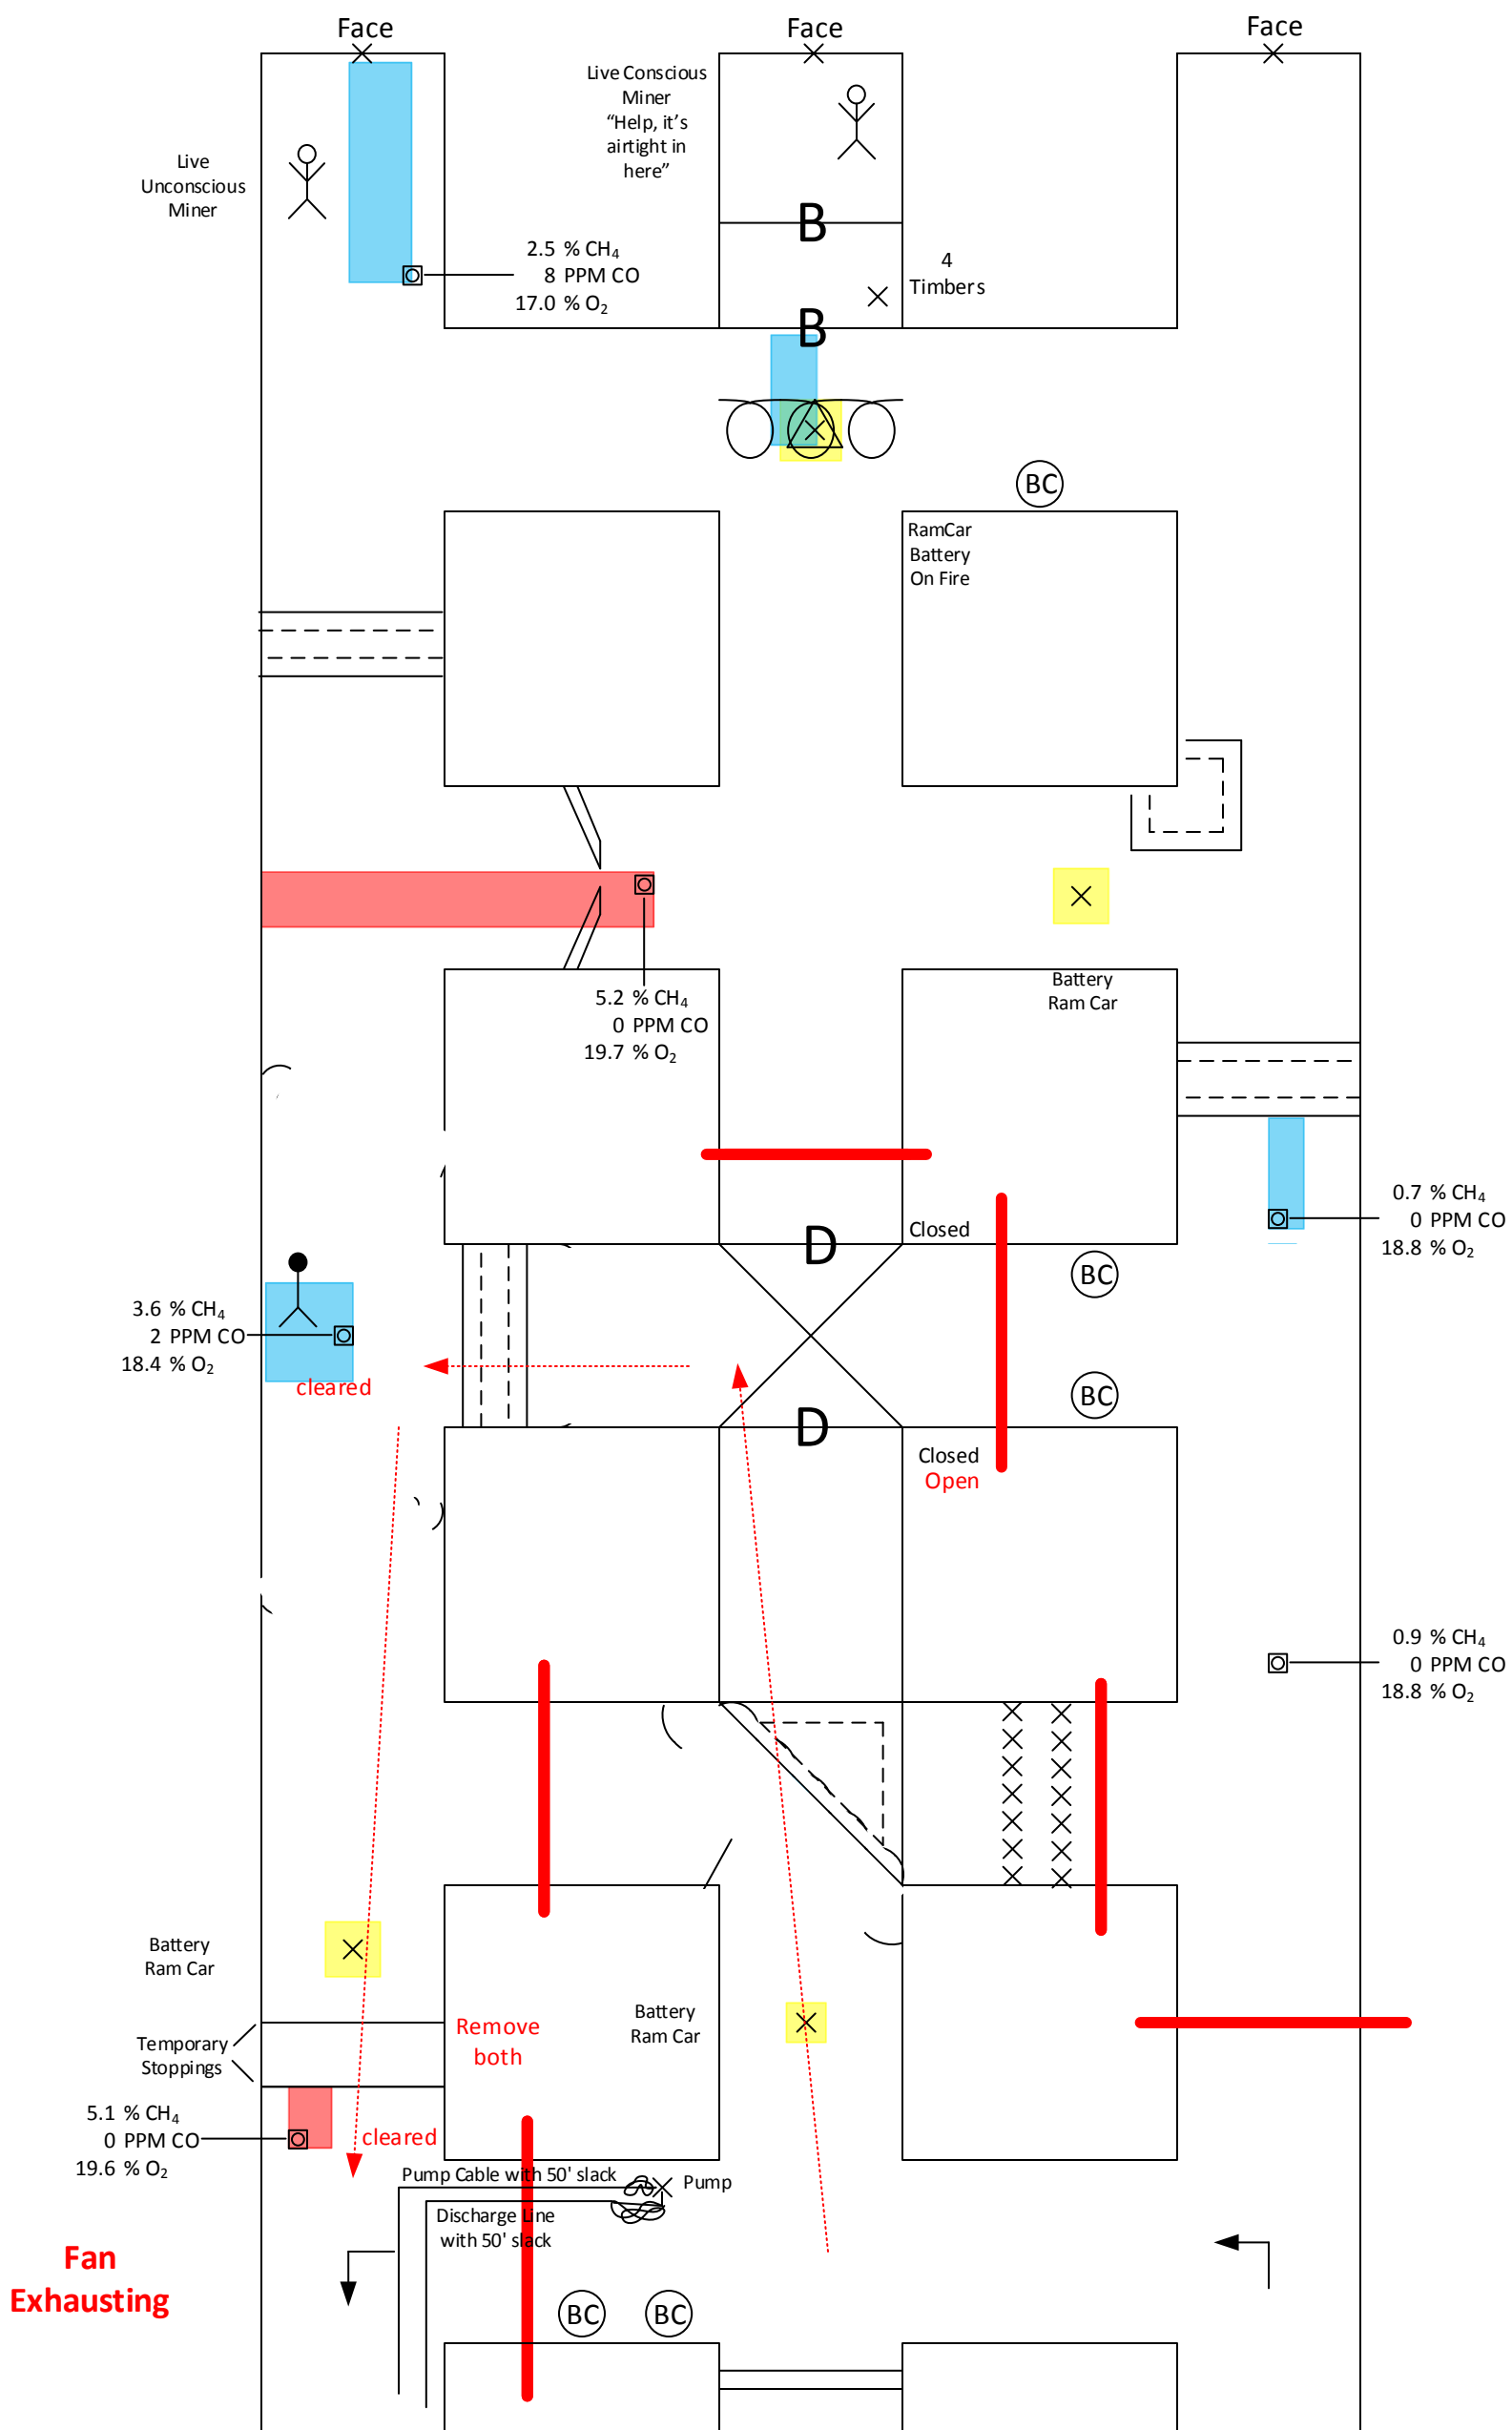 Face
Face
Face
Live Conscious
Miner
“Help, it’s
airtight in
here”
Live
Unconscious
Miner
B
2.5 % CH₄
8 PPM CO
17.0 % O₂
4
Timbers
B
BC
RamCar
Battery
On Fire
5.2 % CH₄
0 PPM CO
19.7 % O₂
Battery
Ram Car
0.7 % CH₄
0 PPM CO
18.8 % O₂
D
Closed
BC
3.6 % CH₄
2 PPM CO
18.4 % O₂
cleared
BC
D
Closed
Open
0.9 % CH₄
0 PPM CO
18.8 % O₂
Battery
Ram Car
Battery
Ram Car
Remove
both
Temporary
Stoppings
5.1 % CH₄
0 PPM CO
19.6 % O₂
cleared
Pump Cable with 50' slack
Pump
Discharge Line
with 50' slack
Fan
Exhausting
BC
BC